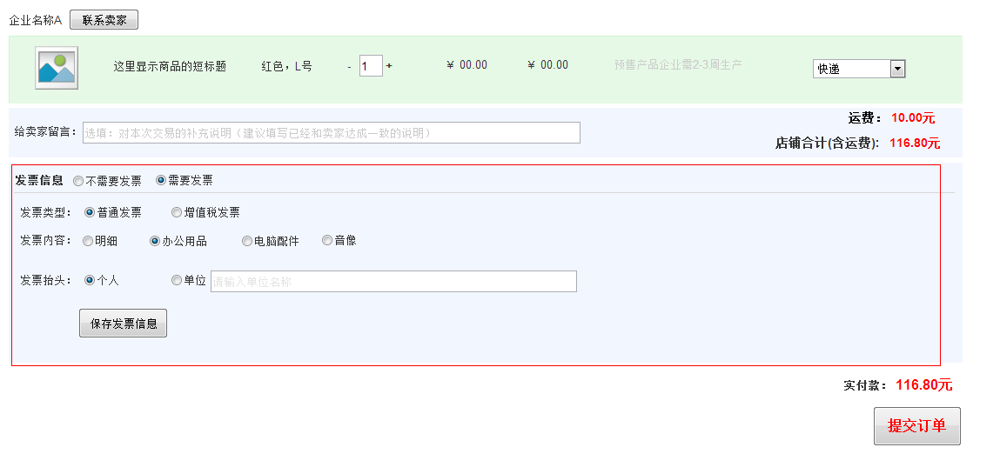 企业名称A 联系卖家
这里显示商品的短标题 红色，L号 - 1 + ￥ 00.00 ￥ 00.00 预售产品企业需2-3周生产 快递
给卖家留言： 选填：对本次交易的补充说明（建议填写已经和卖家达成一致的说明）
运费： 10.00元
店铺合计(含运费): 116.80元
发票信息 不需要发票 需要发票
发票类型： 普通发票 增值税发票
发票内容： 明细 办公用品 电脑配件 音像
发票抬头： 个人 单位 请输入单位名称
保存发票信息
实付款： 116.80元
提交订单